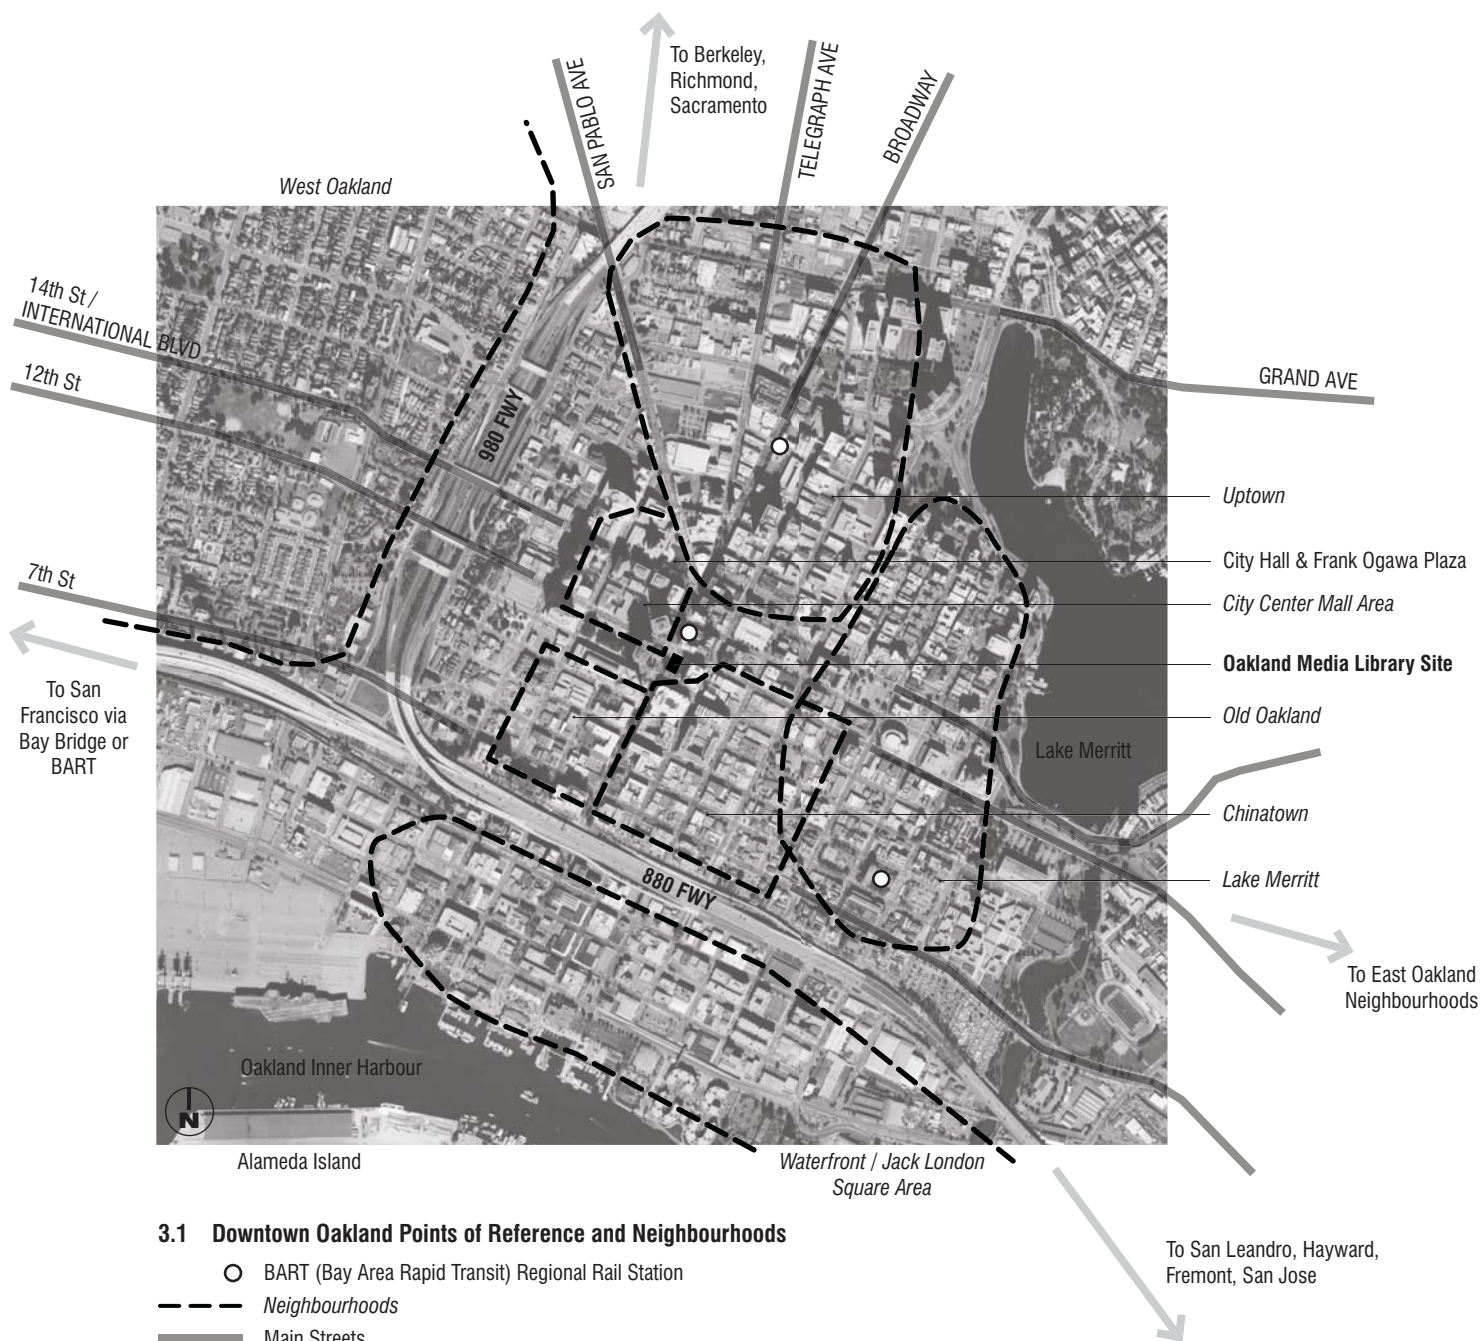 To Berkeley,
Richmond,
Sacramento
SAN PABLO AVE
TELEGRAPH AVE
BROADWAY
West Oakland
14th St /
INTERNATIONAL BLVD
12th St
980 FWY
GRAND AVE
Uptown
City Hall & Frank Ogawa Plaza
City Center Mall Area
7th St
Oakland Media Library Site
To San
Francisco via
Bay Bridge or
BART
Old Oakland
Lake Merritt
Chinatown
880 FWY
Lake Merritt
To East Oakland
Neighbourhoods
Oakland Inner Harbour
N
Alameda Island
Waterfront / Jack London
Square Area
3.1 Downtown Oakland Points of Reference and Neighbourhoods
To San Leandro, Hayward,
Fremont, San Jose
BART (Bay Area Rapid Transit) Regional Rail Station
Neighbourhoods
Main Streets